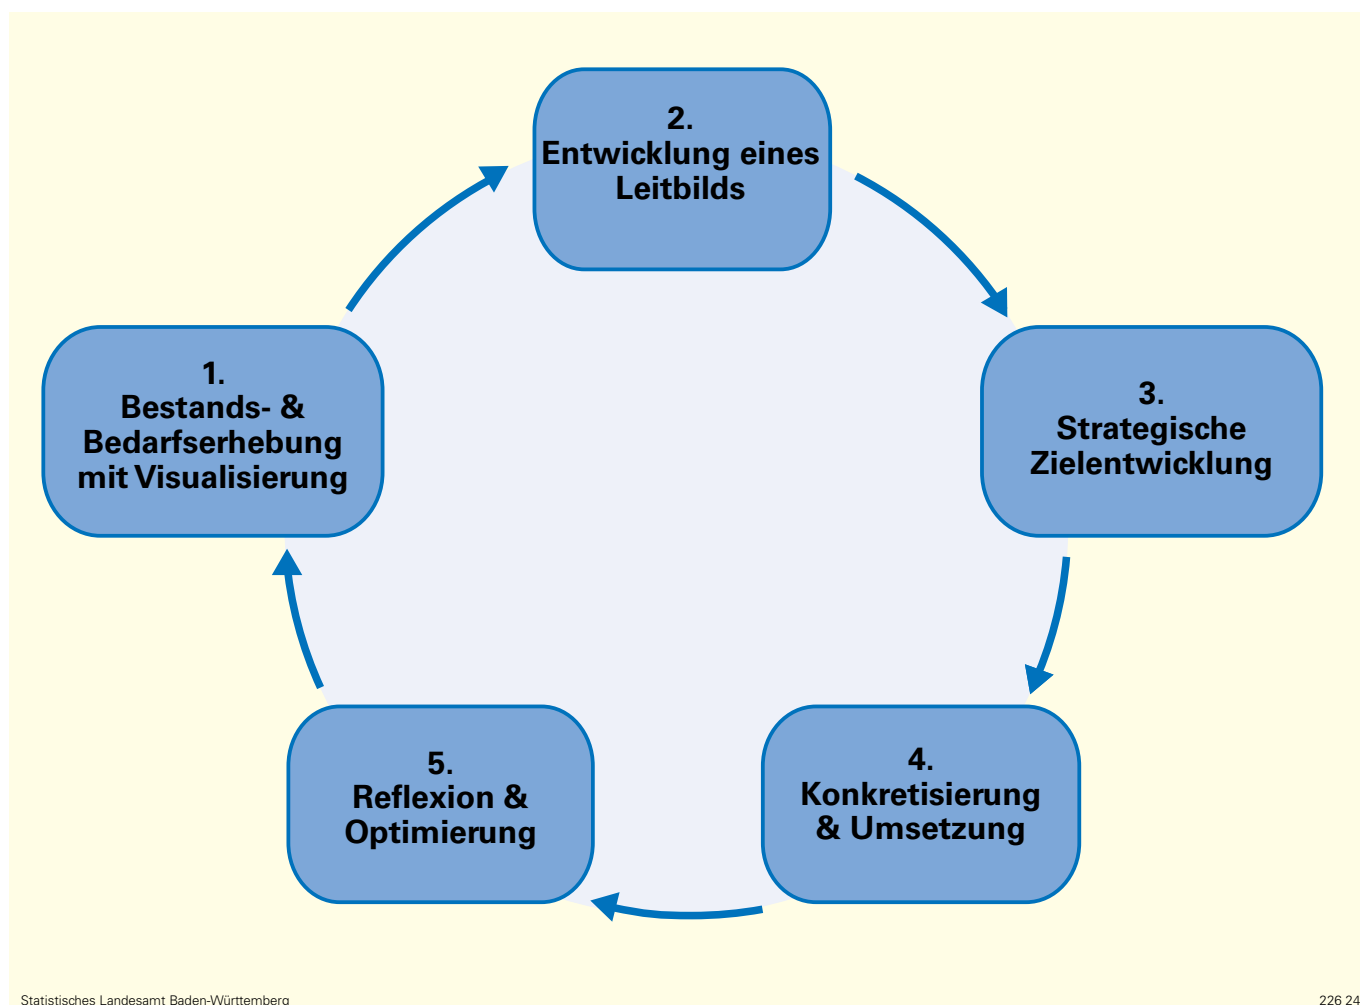 2.
Entwicklung eines
Leitbilds
1.
Bestands- &
Bedarfserhebung
mit Visualisierung
3.
Strategische
Zielentwicklung
5.
Reflexion &
Optimierung
4.
Konkretisierung
& Umsetzung
Statistisches Landesamt Baden-Württemberg
226 24